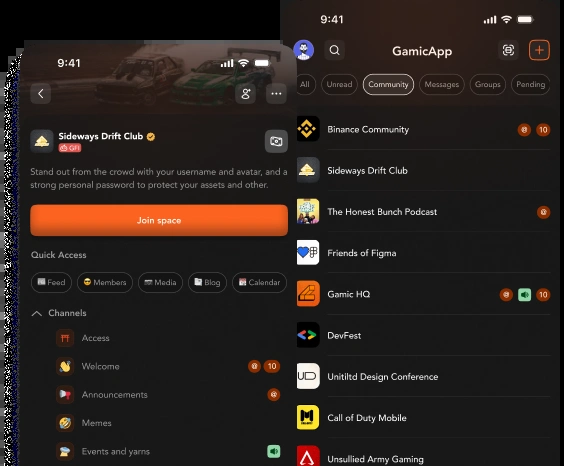 9:41
Sideways Drift Club
GFI
Stand out from the crowd with your username and avatar, and a
strong personal password to protect your assets and other.
Join space
Quick Access
Feed
Members
Media
Blog
Calendar
Channels
Access
Welcome
@ 10
Announcements
@
Memes
Events and yarns
9:41
GamicApp
All
Unread
Community
Messages
Groups
Pending
Binance Community
@ 10
Sideways Drift Club
The Honest Bunch Podcast
@
Friends of Figma
Gamic HQ
@ 10
DevFest
UD
Unitiltd Design Conference
Call of Duty Mobile
Unsullied Army Gaming